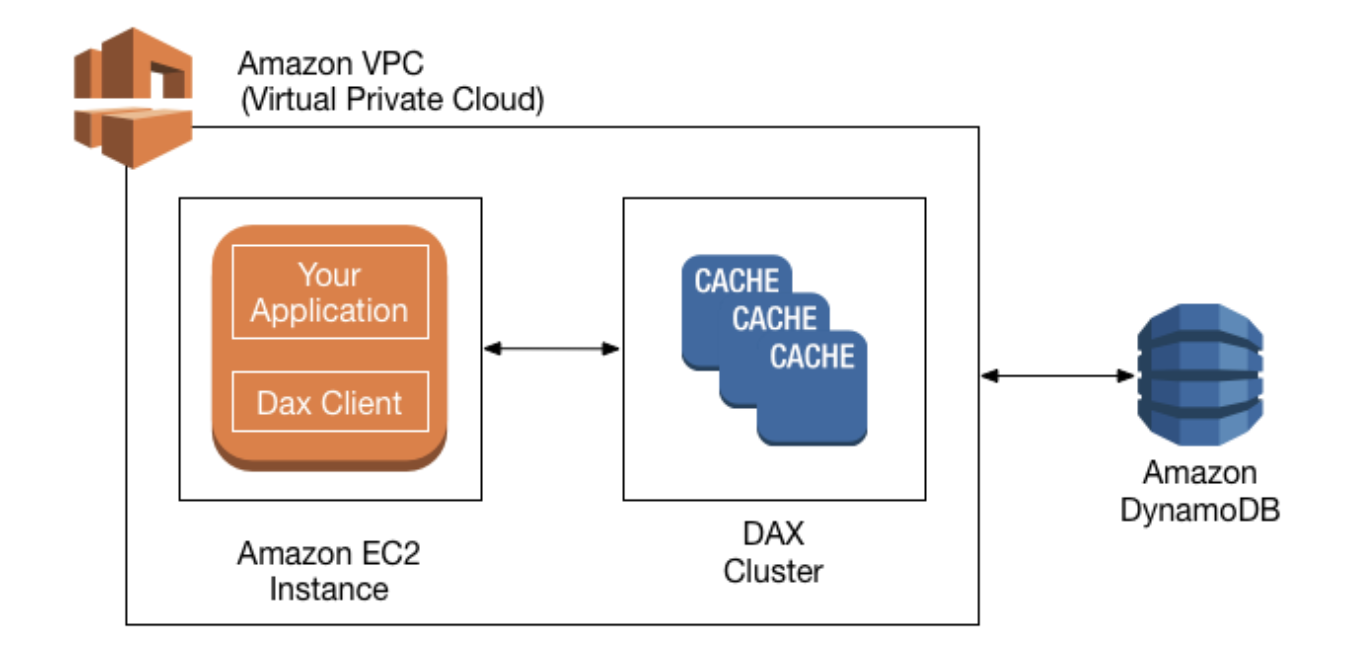 Amazon VPC
(Virtual Private Cloud)
Your
Application
Dax Client
Amazon EC2
Instance
CACHE
CACHE
CACHE
DAX
Cluster
Amazon
DynamoDB